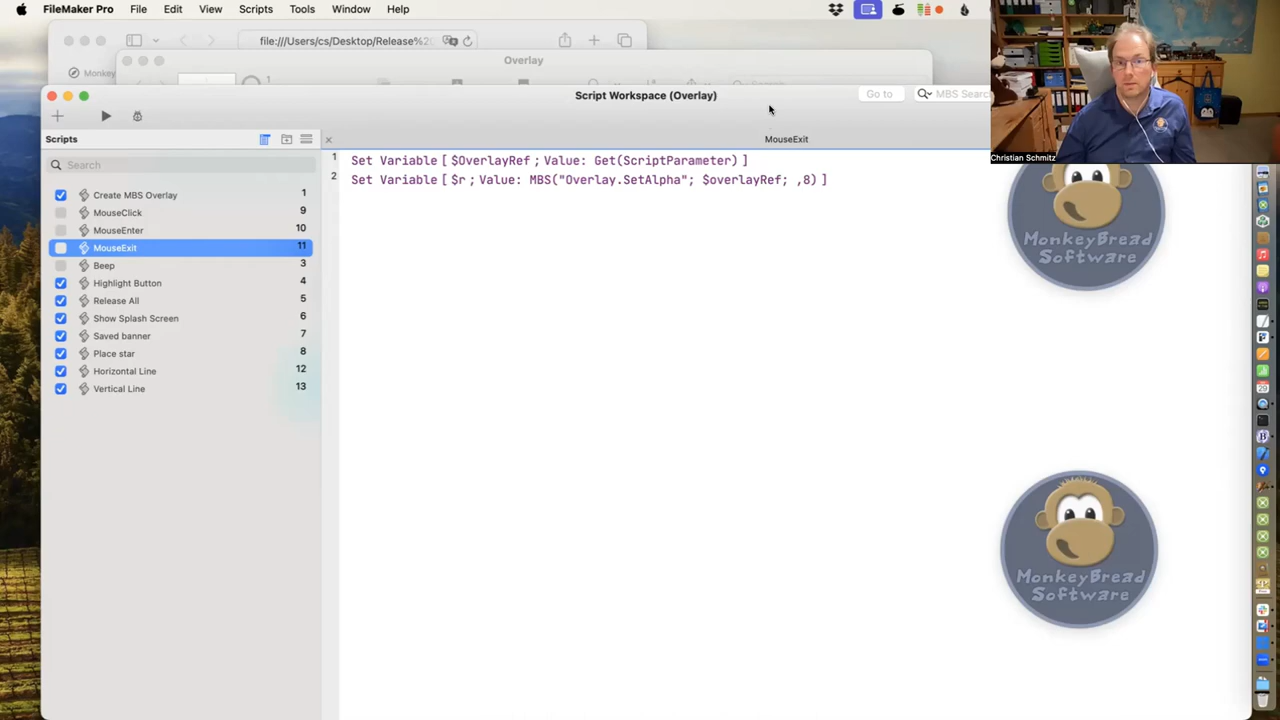 FileMaker Pro File Edit View Scripts Tools Window Help
file:///Users/cs/Desktop/Release%20
Monkey
Overlay
Script Workspace (Overlay)
Go to
MBS Search
Christian Schmitz
Scripts
MouseExit
Search
Create MBS Overlay 1
MouseClick 9
MouseEnter 10
MouseExit 11
Beep 3
Highlight Button 4
Release All 5
Show Splash Screen 6
Saved banner 7
Place star 8
Horizontal Line 12
Vertical Line 13
1 Set Variable [ $OverlayRef ; Value: Get(ScriptParameter) ]
2 Set Variable [ $r ; Value: MBS("Overlay.SetAlpha"; $overlayRef; ,8) ]
MonkeyBread
Software
MonkeyBread
Software
29